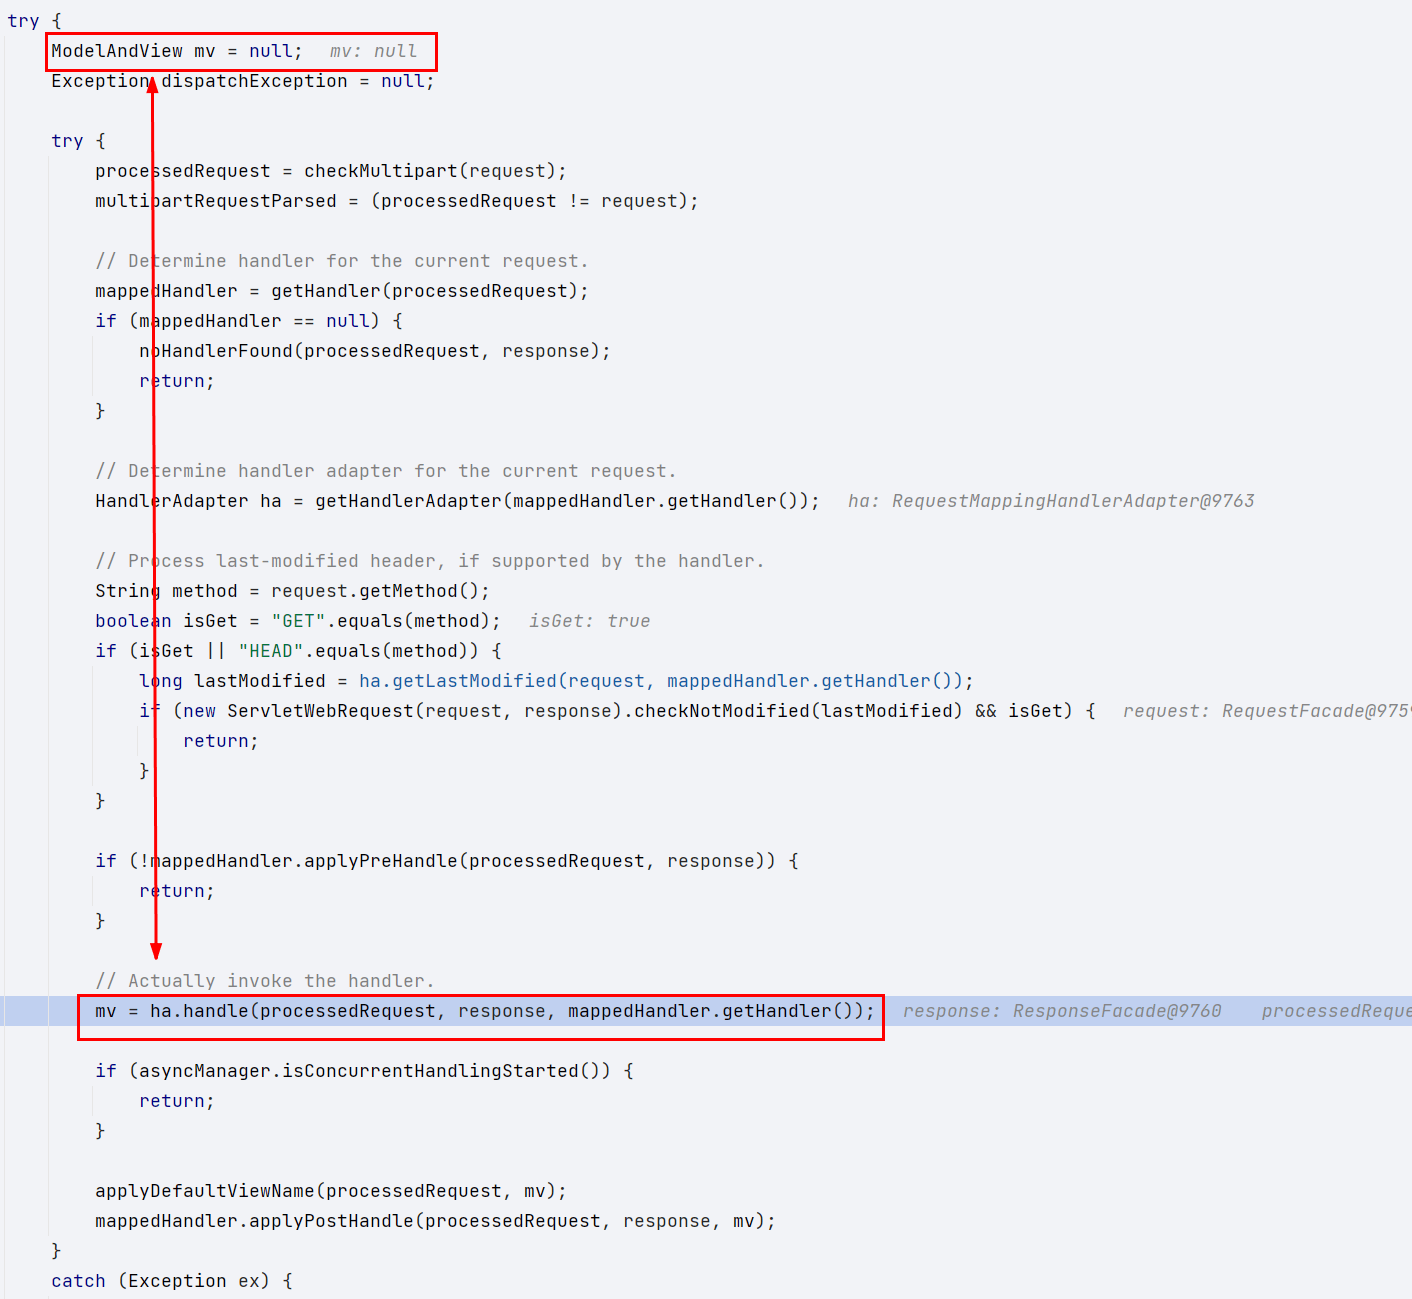 try {
ModelAndView mv = null;   mv: null
Exception dispatchException = null;
try {
processedRequest = checkMultipart(request);
multipartRequestParsed = (processedRequest != request);
// Determine handler for the current request.
mappedHandler = getHandler(processedRequest);
if (mappedHandler == null) {
noHandlerFound(processedRequest, response);
return;
}
// Determine handler adapter for the current request.
HandlerAdapter ha = getHandlerAdapter(mappedHandler.getHandler());   ha: RequestMappingHandlerAdapter@9763
// Process last-modified header, if supported by the handler.
String method = request.getMethod();
boolean isGet = "GET".equals(method);   isGet: true
if (isGet || "HEAD".equals(method)) {
long lastModified = ha.getLastModified(request, mappedHandler.getHandler());
if (new ServletWebRequest(request, response).checkNotModified(lastModified) && isGet) {   request: RequestFacade@9759
return;
}
}
if (!mappedHandler.applyPreHandle(processedRequest, response)) {
return;
}
// Actually invoke the handler.
mv = ha.handle(processedRequest, response, mappedHandler.getHandler());   response: ResponseFacade@9760   processedReque
if (asyncManager.isConcurrentHandlingStarted()) {
return;
}
applyDefaultViewName(processedRequest, mv);
mappedHandler.applyPostHandle(processedRequest, response, mv);
}
catch (Exception ex) {